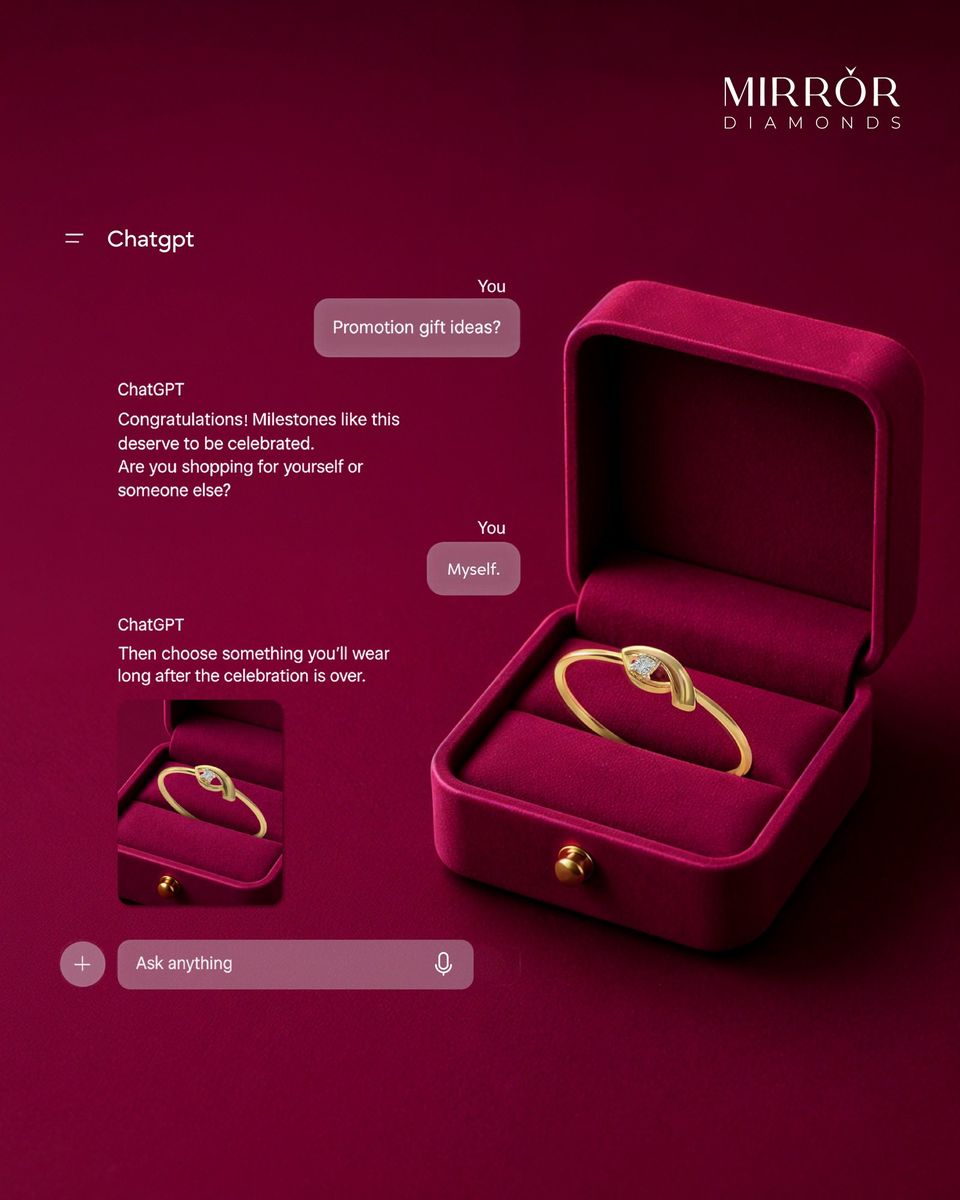 MIRRÓR
DIAMONDS
Chatgpt
You
Promotion gift ideas?
ChatGPT
Congratulations! Milestones like this
deserve to be celebrated.
Are you shopping for yourself or
someone else?
You
Myself.
ChatGPT
Then choose something you’ll wear
long after the celebration is over.
Ask anything